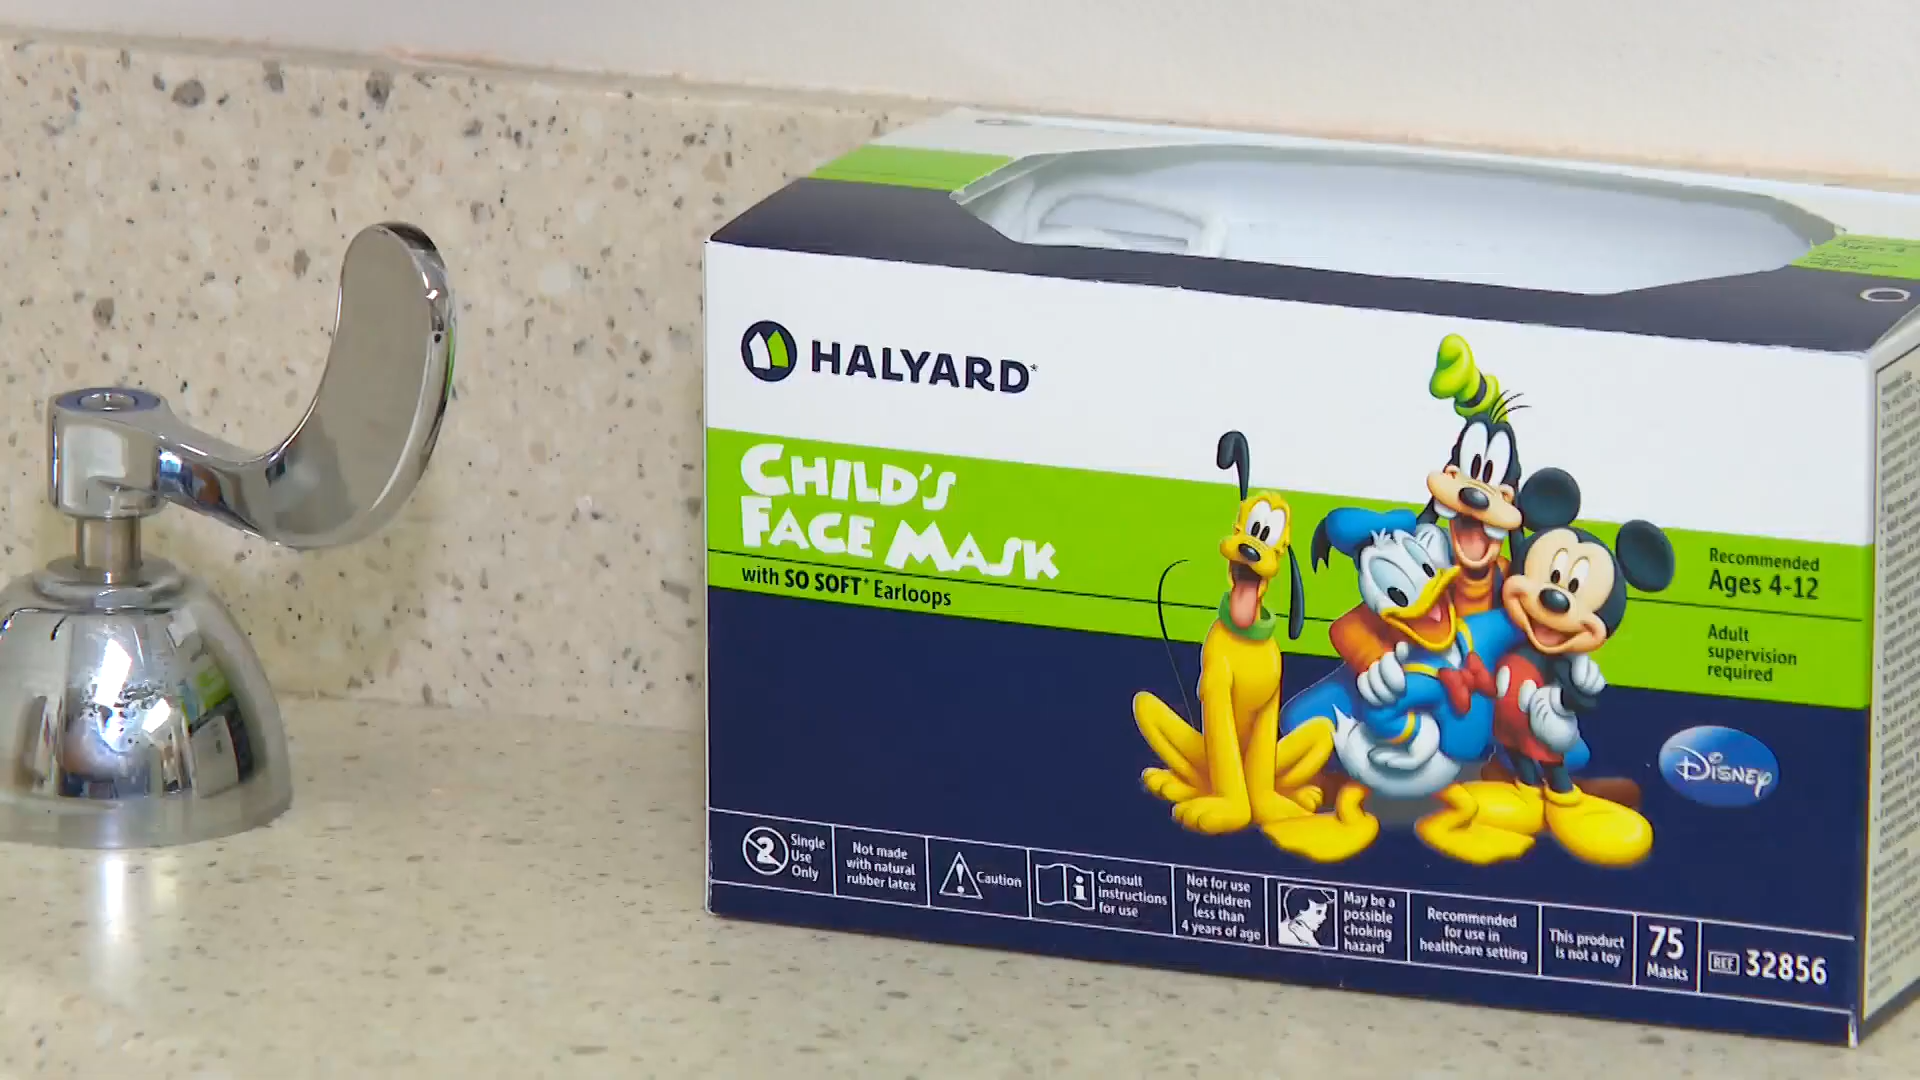 HALYARD*
CHILD'S
FACE MASK
with SO SOFT* Earloops
Recommended
Ages 4-12
Adult
supervision
required
DISNEY
2
Single
Use
Only
Not made
with natural
rubber latex
!
Caution
i
Consult
instructions
for use
Not for use
by children
less than
4 years of age
May be a
possible
choking
hazard
Recommended
for use in
healthcare setting
This product
is not a toy
75
Masks
REF 32856